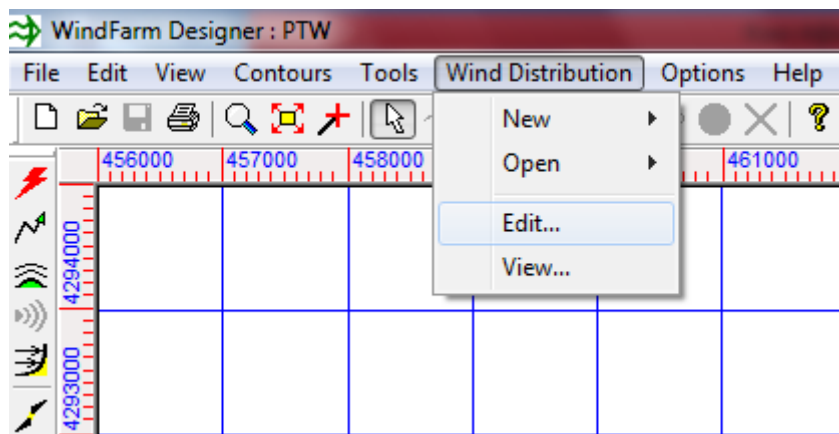 WindFarm Designer : PTW
File Edit View Contours Tools Wind Distribution Options Help
New
Open
Edit...
View...
456000 457000 458000 461000
4294000
4293000